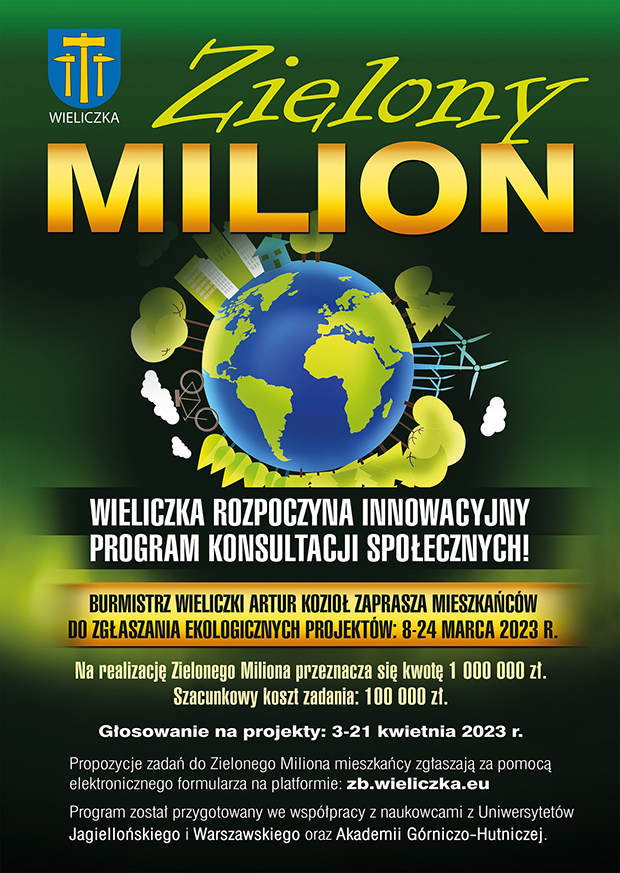 WIELICZKA
Zielony
MILION
WIELICZKA ROZPOCZYNA INNOWACYJNY
PROGRAM KONSULTACJI SPOŁECZNYCH!
BURMISTRZ WIELICZKI ARTUR KOZIOŁ ZAPRASZA MIESZKAŃCÓW
DO ZGŁASZANIA EKOLOGICZNYCH PROJEKTÓW: 8-24 MARCA 2023 R.
Na realizację Zielonego Miliona przeznacza się kwotę 1 000 000 zł.
Szacunkowy koszt zadania: 100 000 zł.
Głosowanie na projekty: 3-21 kwietnia 2023 r.
Propozycje zadań do Zielonego Miliona mieszkańcy zgłaszają za pomocą
elektronicznego formularza na platformie: zb.wieliczka.eu
Program został przygotowany we współpracy z naukowcami z Uniwersytetów
Jagiellońskiego i Warszawskiego oraz Akademii Górniczo-Hutniczej.